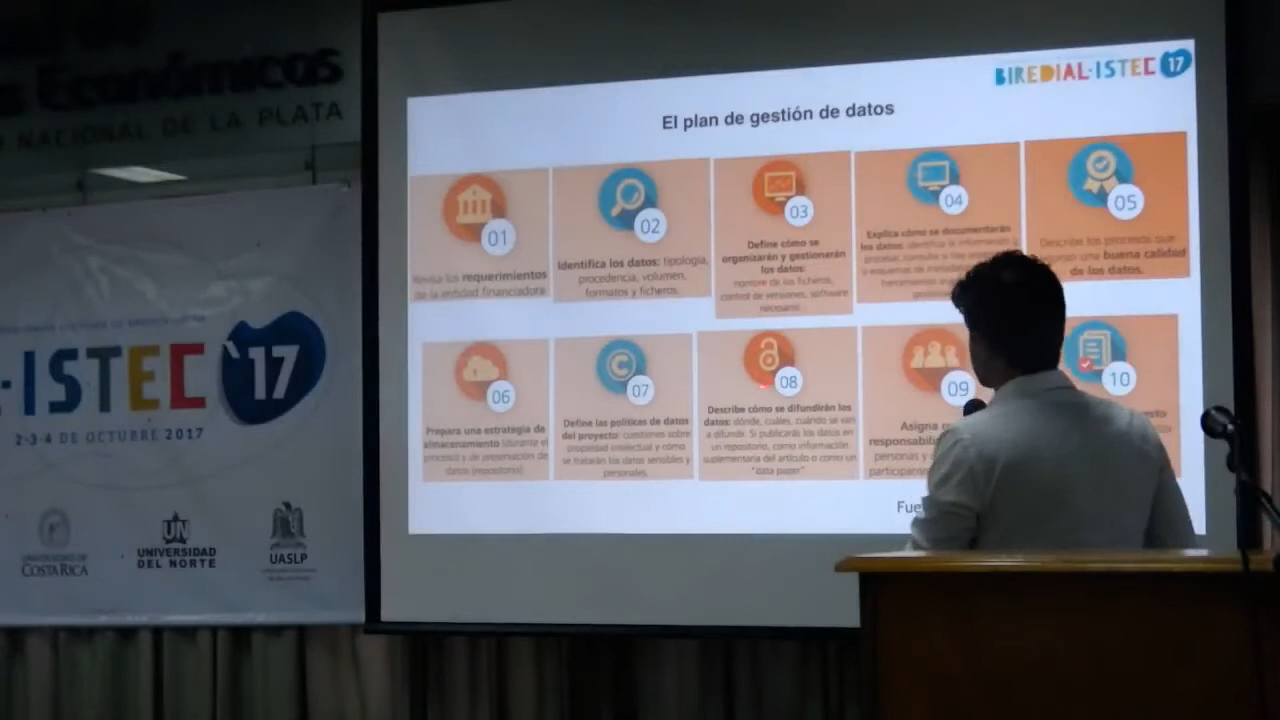 s Económicos
NACIONAL DE LA PLATA
·ISTEC '17
2-3-4 DE OCTUBRE 2017
UNIVERSIDAD DE
COSTA RICA
UN
UNIVERSIDAD
DEL NORTE
UASLP
BIREDIAL·ISTEC '17
El plan de gestión de datos
01
Revisa los requerimientos
de la entidad financiadora
02
Identifica los datos: tipología,
procedencia, volumen,
formatos y ficheros.
03
Define cómo se
organizarán y gestionarán
los datos:
nombre de los ficheros,
control de versiones, software
necesario
04
Explica cómo se documentarán
los datos: identifica la información
05
Describe los procesos que
una buena calidad
de los datos.
06
Prepara una estrategia de
almacenamiento (durante el
proceso) y de preservación de
datos (repositorio)
07
Define las políticas de datos
del proyecto: cuestiones sobre
propiedad intelectual y cómo
se tratarán los datos sensibles y
personales.
08
Describe cómo se difundirán los
datos: dónde, cuáles, cuándo se van
a difundir. Si publicarás los datos en
un repositorio, como información
suplementaria del artículo o como un
"data paper"
09
Asigna
personas y
10
Fue